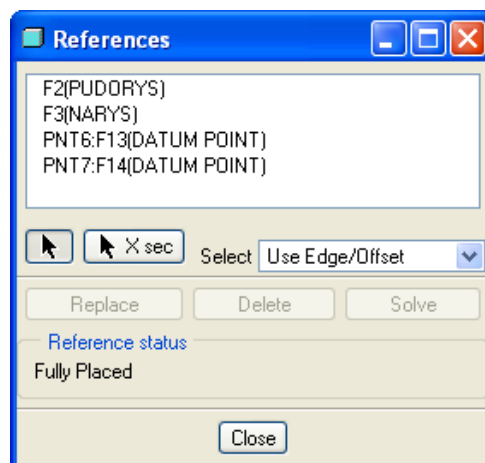 References
F2(PUDORYS)
F3(NARYS)
PNT6:F13(DATUM POINT)
PNT7:F14(DATUM POINT)
X sec Select Use Edge/Offset
Replace Delete Solve
Reference status
Fully Placed
Close